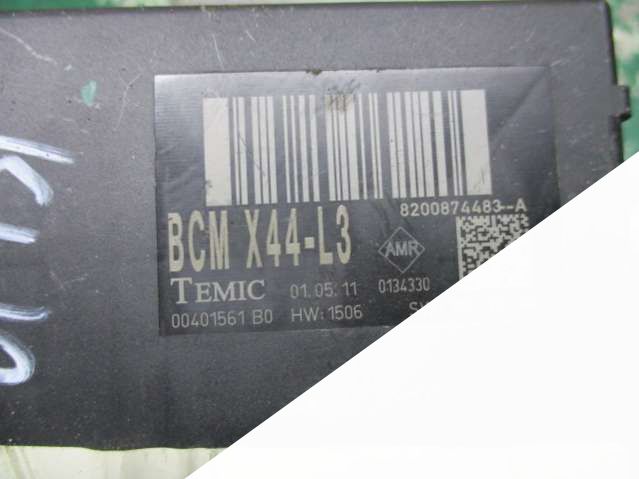 8200874483--A
BCM X44-L3
AMR
TEMIC 01.05.11 0134330
00401561 B0 HW:1506